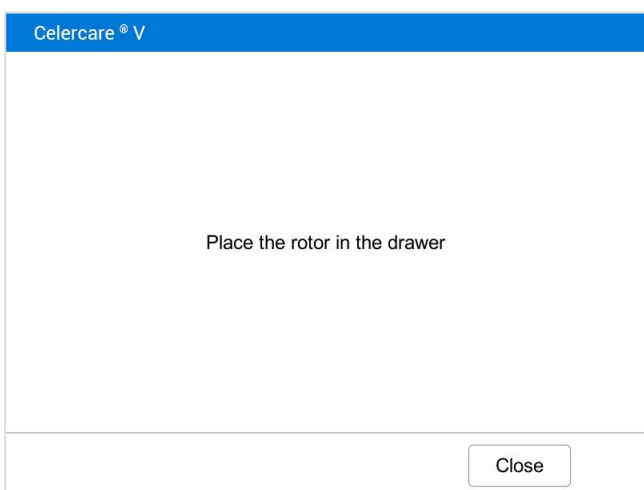 Celercare ® V
Place the rotor in the drawer
Close